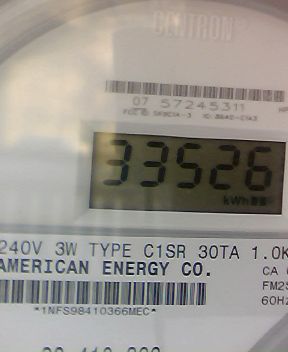 CENTRON
07 57245311
33526
kWh
240V 3W TYPE C1SR 30TA 1.0K
AMERICAN ENERGY CO.
CA
FM2S
60Hz
*1NFS98410366MEC*